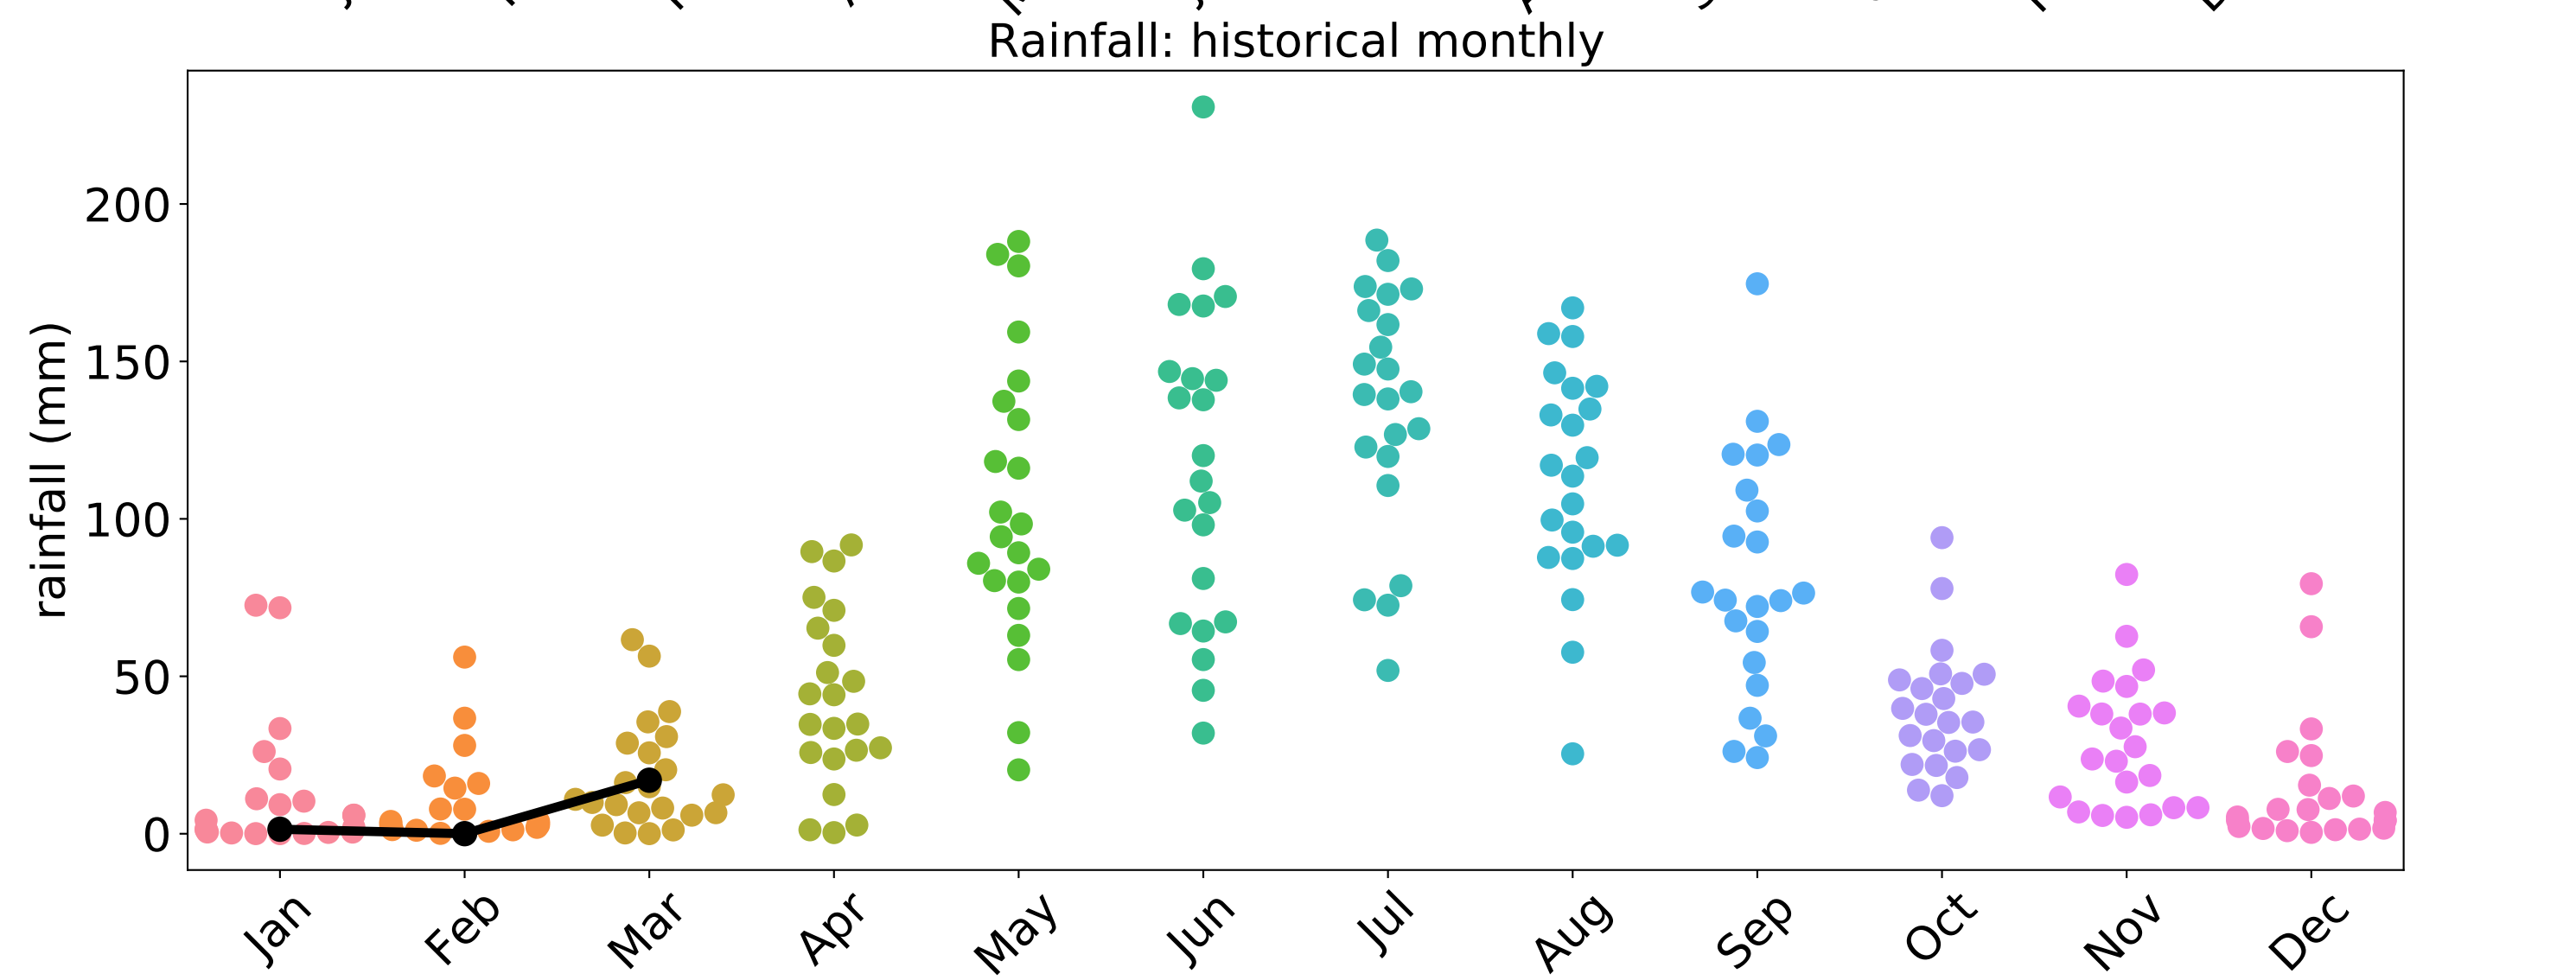 Rainfall: historical monthly
rainfall (mm)
200
150
100
50
0
Jan
Feb
Mar
Apr
May
Jun
Jul
Aug
Sep
Oct
Nov
Dec